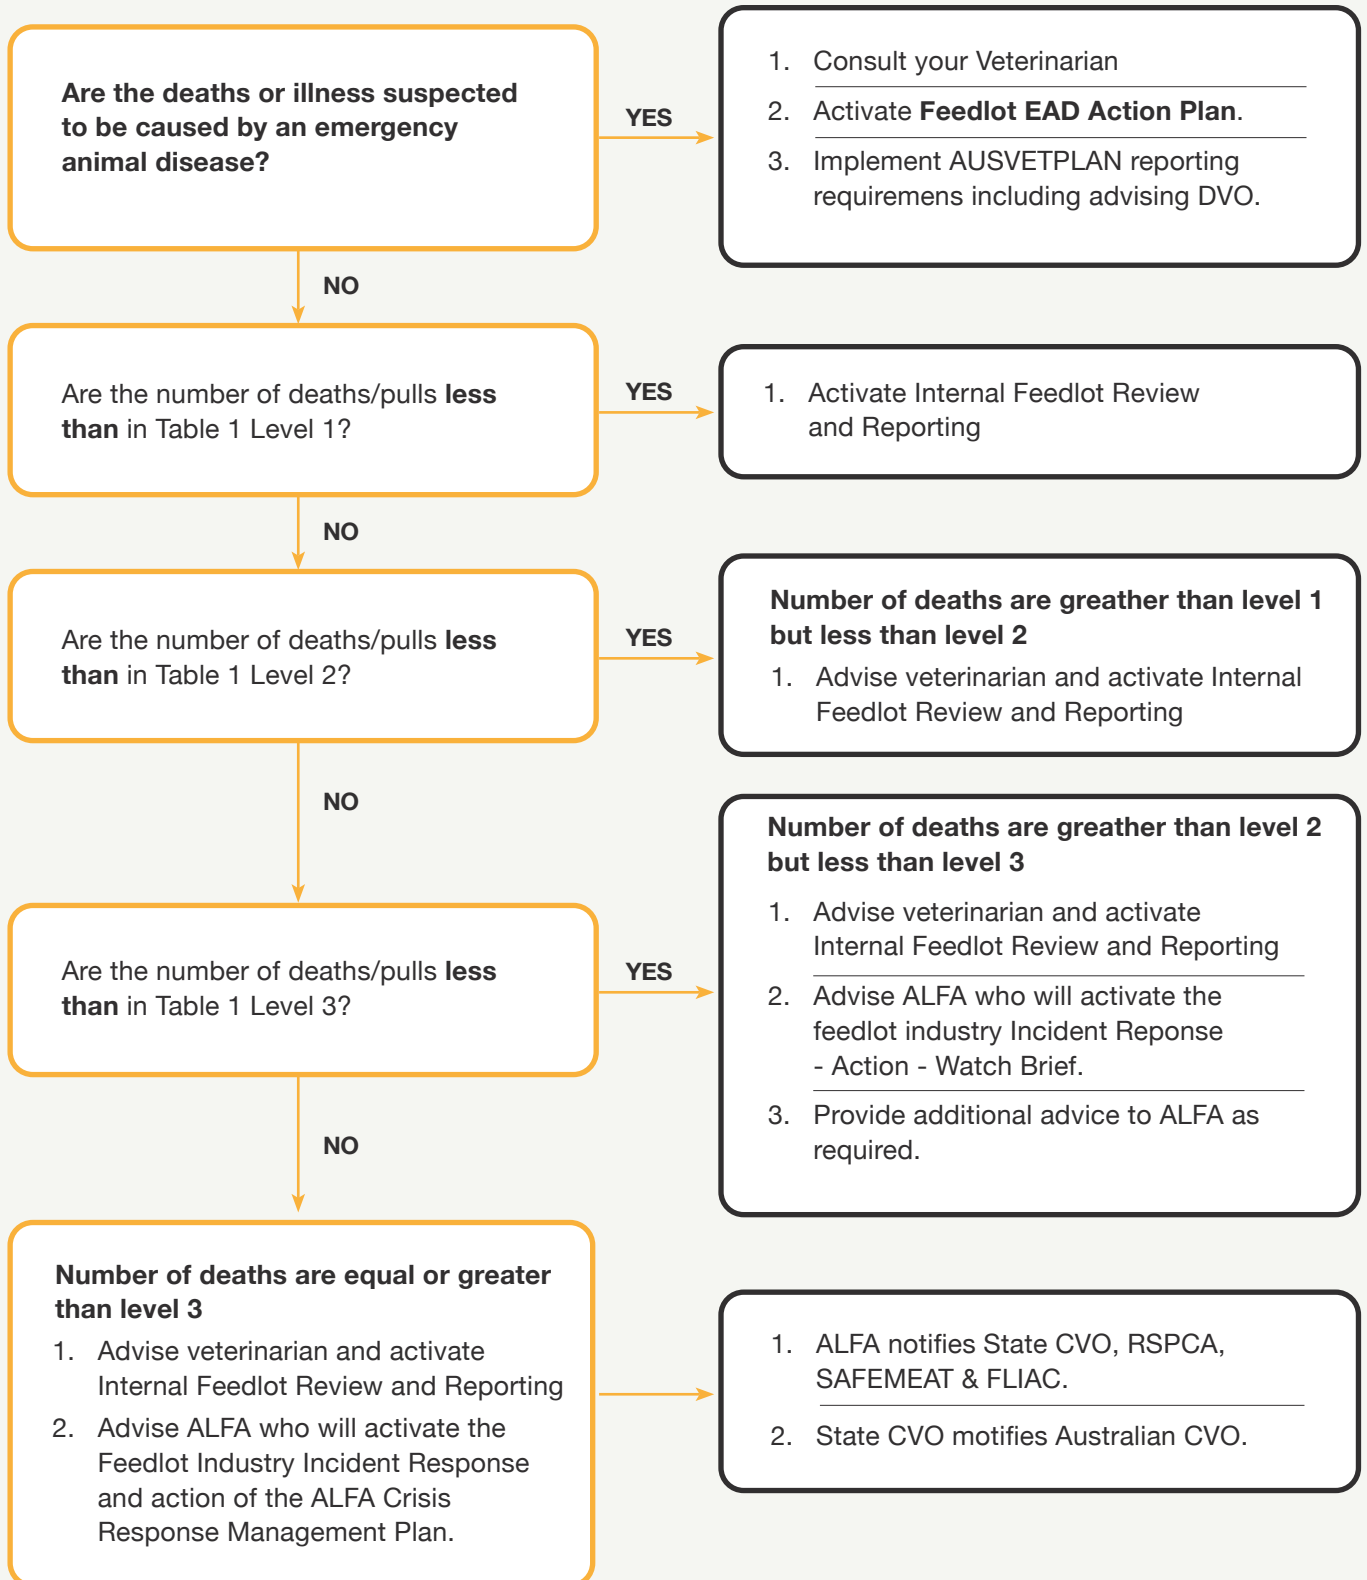 Are the deaths or illness suspected
to be caused by an emergency
animal disease?
YES
1. Consult your Veterinarian
2. Activate Feedlot EAD Action Plan.
3. Implement AUSVETPLAN reporting
requiremens including advising DVO.
NO
Are the number of deaths/pulls less
than in Table 1 Level 1?
YES
1. Activate Internal Feedlot Review
and Reporting
NO
Are the number of deaths/pulls less
than in Table 1 Level 2?
YES
Number of deaths are greather than level 1
but less than level 2
1. Advise veterinarian and activate Internal
Feedlot Review and Reporting
NO
Are the number of deaths/pulls less
than in Table 1 Level 3?
YES
Number of deaths are greather than level 2
but less than level 3
1. Advise veterinarian and activate
Internal Feedlot Review and Reporting
2. Advise ALFA who will activate the
feedlot industry Incident Reponse
- Action - Watch Brief.
3. Provide additional advice to ALFA as
required.
NO
Number of deaths are equal or greater
than level 3
1. Advise veterinarian and activate
Internal Feedlot Review and Reporting
2. Advise ALFA who will activate the
Feedlot Industry Incident Response
and action of the ALFA Crisis
Response Management Plan.
1. ALFA notifies State CVO, RSPCA,
SAFEMEAT & FLIAC.
2. State CVO motifies Australian CVO.